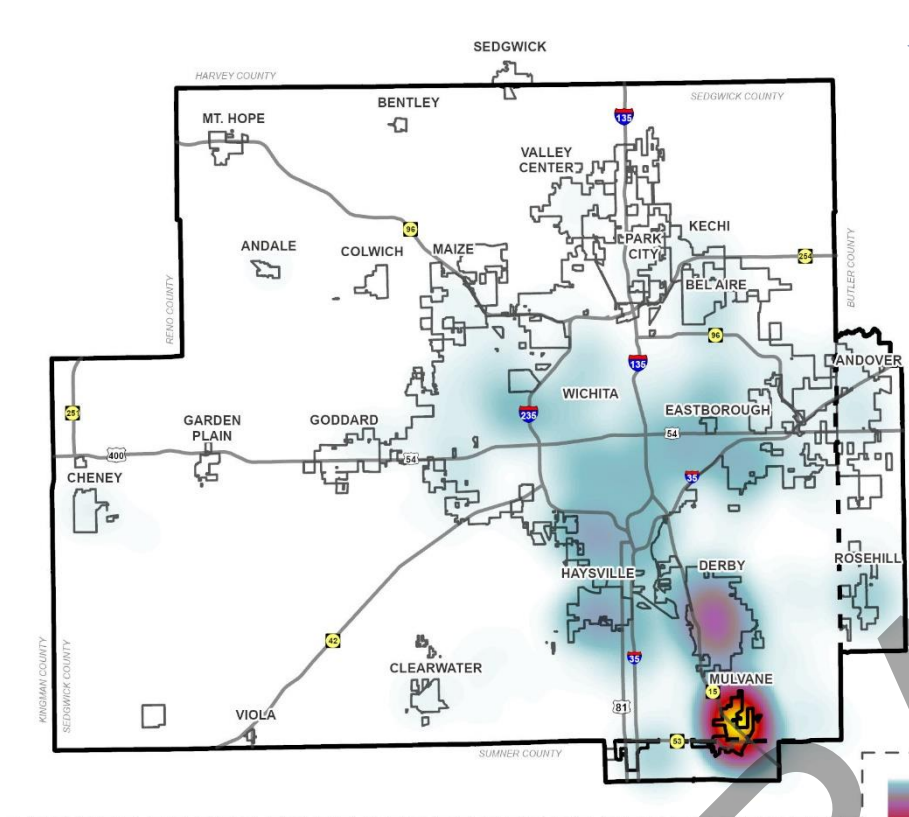 SEDGWICK
HARVEY COUNTY
SEDGWICK COUNTY
BENTLEY
MT. HOPE
135
VALLEY
CENTER
96
KECHI
PARK
CITY
ANDALE
COLWICH
MAIZE
254
BEL AIRE
BUTLER COUNTY
RENO COUNTY
96
135
ANDOVER
WICHITA
235
EASTBOROUGH
251
GARDEN
PLAIN
GODDARD
54
400
54
35
CHENEY
HAYSVILLE
DERBY
ROSEHILL
42
35
KINGMAN COUNTY
SEDGWICK COUNTY
CLEARWATER
MULVANE
15
81
VIOLA
53
SUMNER COUNTY